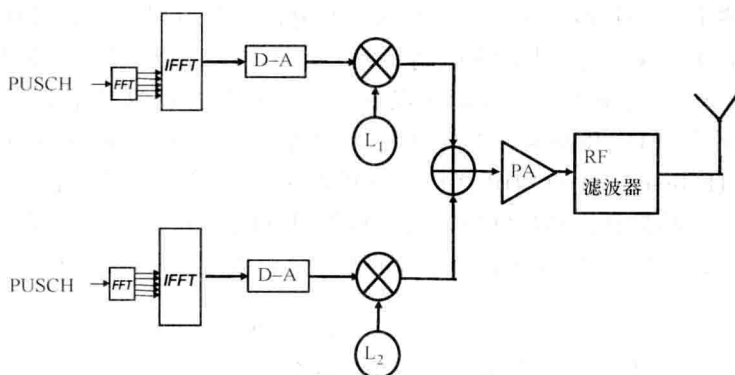 PUSCH
FFT
IFFT
D-A
L1
PA
RF
滤波器
PUSCH
FFT
IFFT
D-A
L2